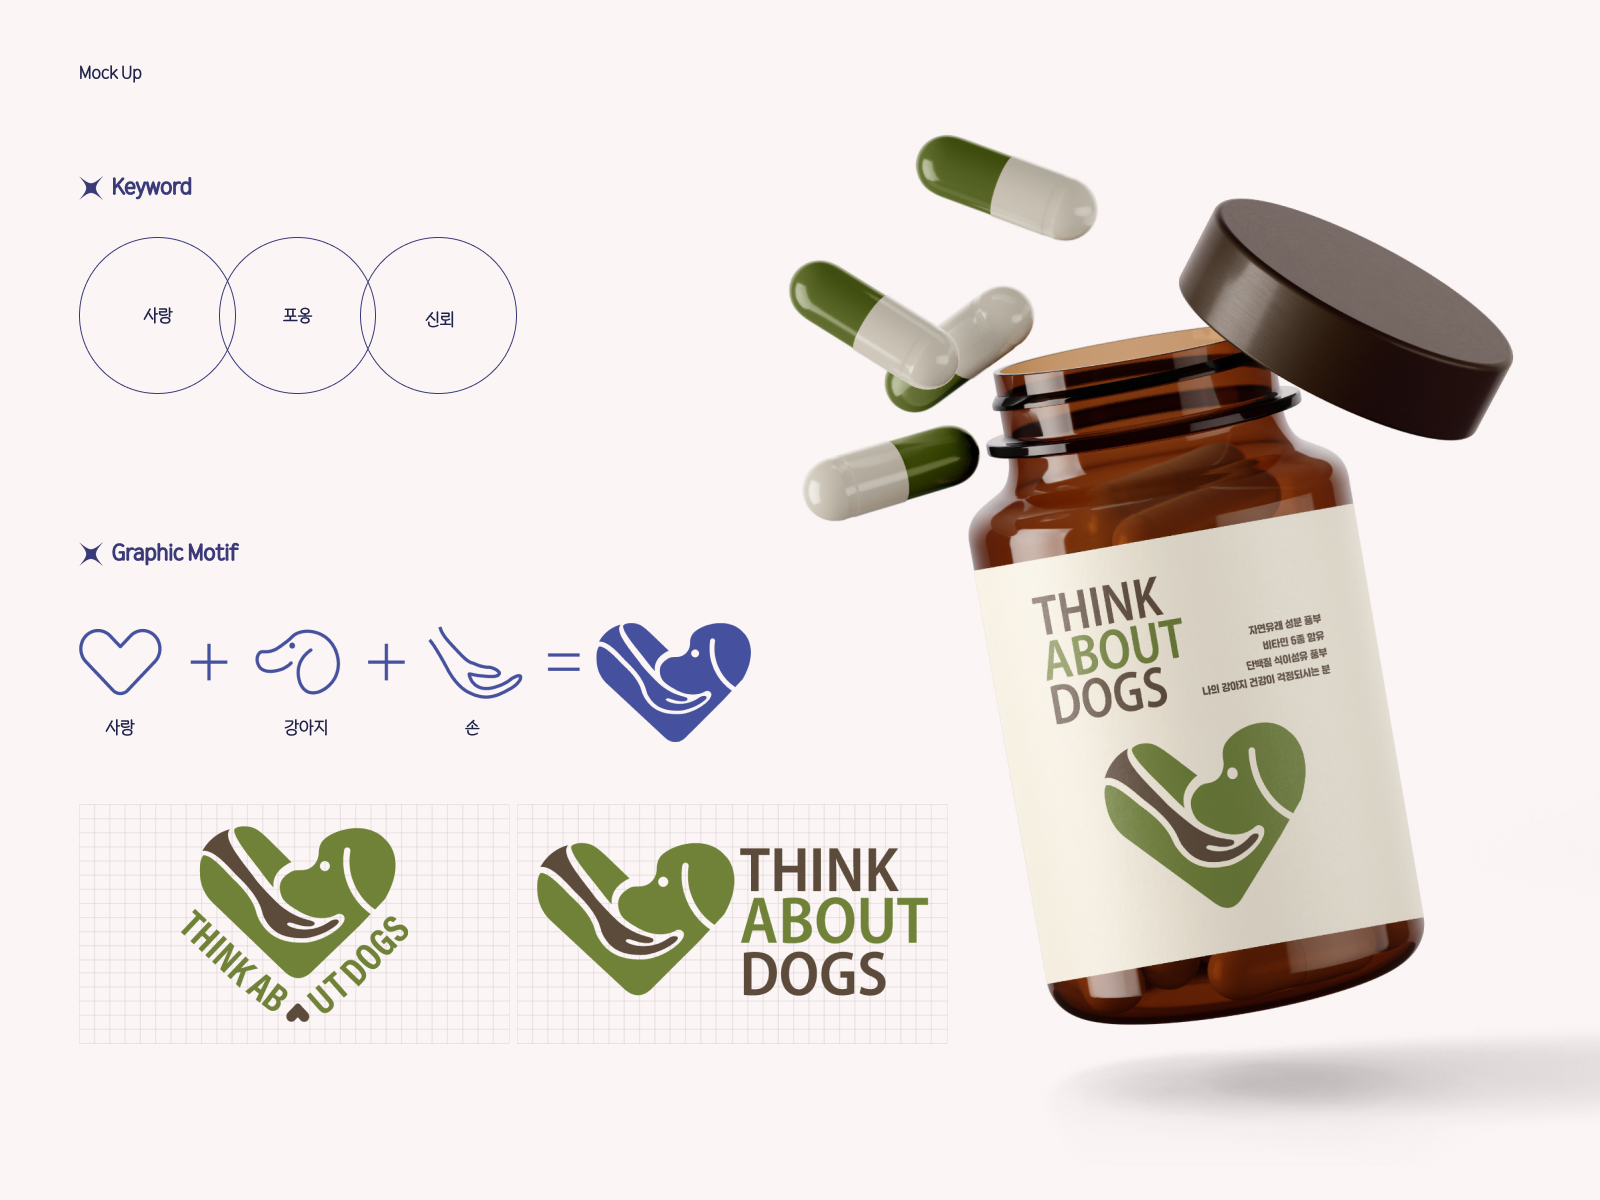 Mock Up
Keyword
사랑
포옹
신뢰
Graphic Motif
사랑
강아지
손
THINK AB UT DOGS
THINK
ABOUT
DOGS
THINK
ABOUT
DOGS
자연유래 성분 풍부
비타민 6종 함유
단백질 식이섬유 풍부
나의 강아지 건강이 걱정되시는 분